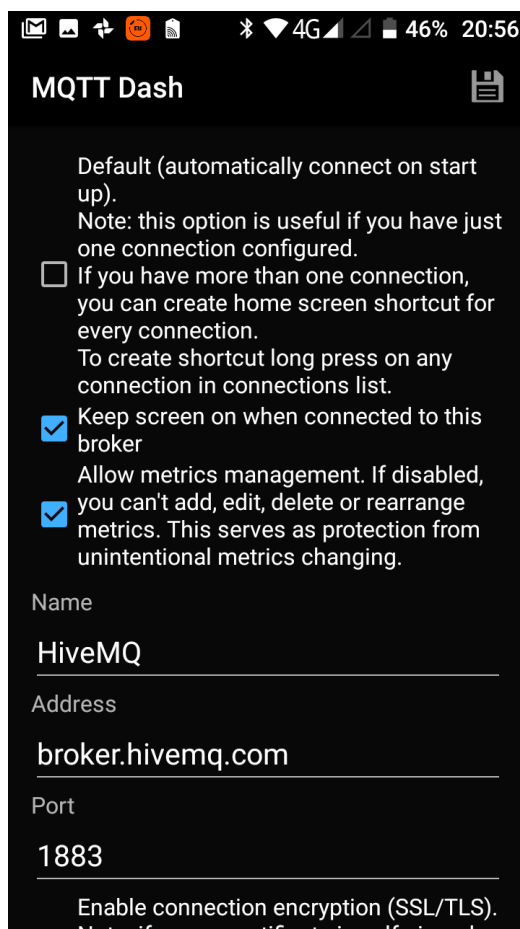 4G 46% 20:56
MQTT Dash
Default (automatically connect on start
up).
Note: this option is useful if you have just
one connection configured.
If you have more than one connection,
you can create home screen shortcut for
every connection.
To create shortcut long press on any
connection in connections list.
Keep screen on when connected to this
broker
Allow metrics management. If disabled,
you can't add, edit, delete or rearrange
metrics. This serves as protection from
unintentional metrics changing.
Name
HiveMQ
Address
broker.hivemq.com
Port
1883
Enable connection encryption (SSL/TLS).